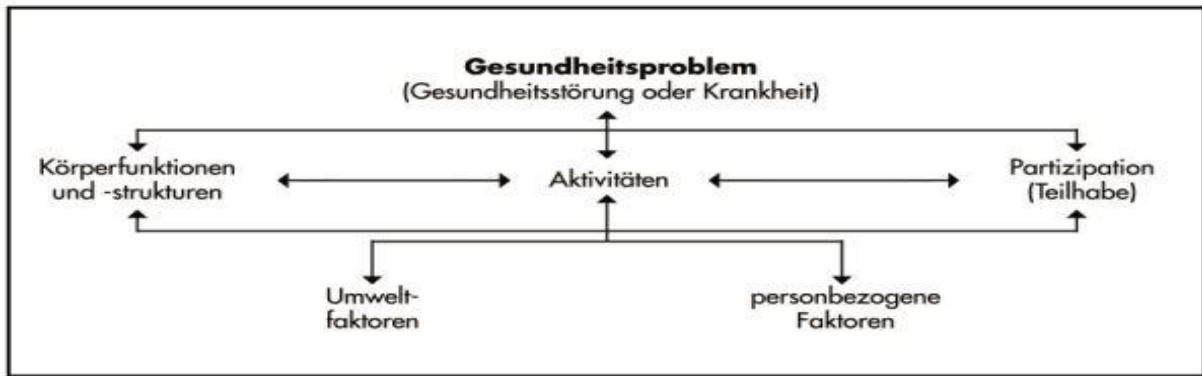 Gesundheitsproblem
(Gesundheitsstörung oder Krankheit)
Körperfunktionen
und -strukturen
Aktivitäten
Partizipation
(Teilhabe)
Umwelt-
faktoren
personbezogene
Faktoren